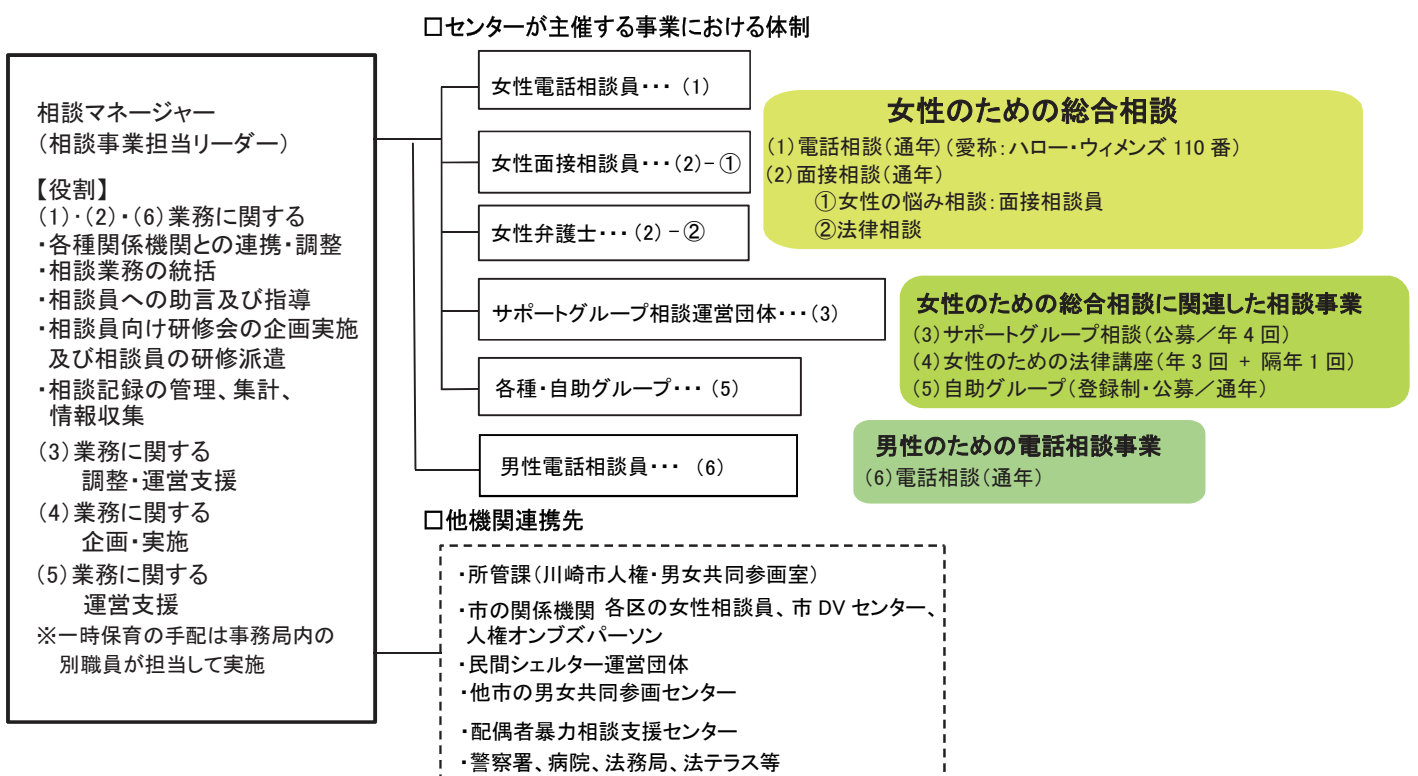 □センターが主催する事業における体制
相談マネージャー
(相談事業担当リーダー)
【役割】
(1)・(2)・(6)業務に関する
・各種関係機関との連携・調整
・相談業務の統括
・相談員への助言及び指導
・相談員向け研修会の企画実施
及び相談員の研修派遣
・相談記録の管理、集計、
情報収集
(3)業務に関する
調整・運営支援
(4)業務に関する
企画・実施
(5)業務に関する
運営支援
※一時保育の手配は事務局内の
別職員が担当して実施
女性電話相談員・・・ (1)
女性面接相談員・・・(2)-①
女性弁護士・・・(2)-②
サポートグループ相談運営団体・・・(3)
各種・自助グループ・・・ (5)
男性電話相談員・・・ (6)
女性のための総合相談
(1)電話相談(通年)(愛称:ハロー・ウィメンズ 110 番)
(2)面接相談(通年)
①女性の悩み相談:面接相談員
②法律相談
女性のための総合相談に関連した相談事業
(3)サポートグループ相談(公募/年 4 回)
(4)女性のための法律講座(年 3 回 + 隔年 1 回)
(5)自助グループ(登録制・公募/通年)
男性のための電話相談事業
(6)電話相談(通年)
□他機関連携先
・所管課(川崎市人権・男女共同参画室)
・市の関係機関 各区の女性相談員、市 DV センター、
人権オンブズパーソン
・民間シェルター運営団体
・他市の男女共同参画センター
・配偶者暴力相談支援センター
・警察署、病院、法務局、法テラス等